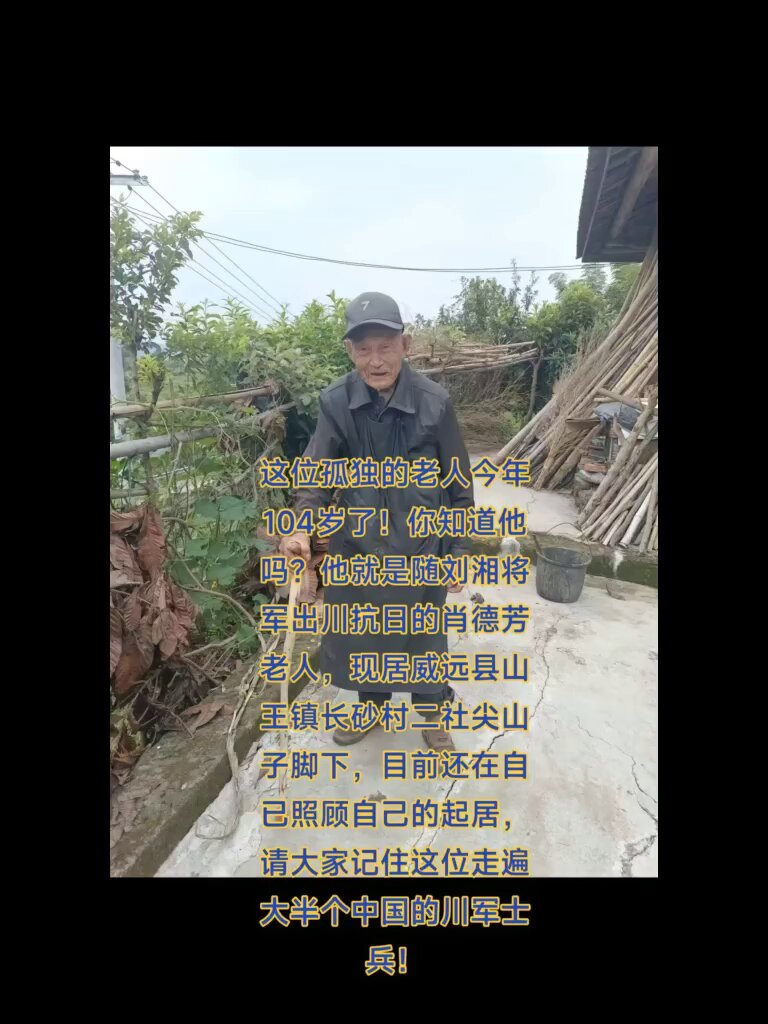 7
这位孤独的老人今年
104岁了！你知道他
吗？他就是随刘湘将
军出川抗日的肖德芳
老人，现居威远县山
王镇长砂村二社尖山
子脚下，目前还在自
已照顾自己的起居，
请大家记住这位走遍
大半个中国的川军士
兵！